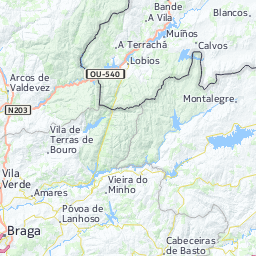 Bande
Blancos
A Vila
Muiños
A Terrachá
Calvos
Lobios
OU-540
Arcos de
Valdevez
Montalegre
N203
Vila de
Terras de
Bouro
Vila
Verde
Vieira do
Minho
Amares
Póvoa de
Lanhoso
Braga
Cabeceiras
de Basto